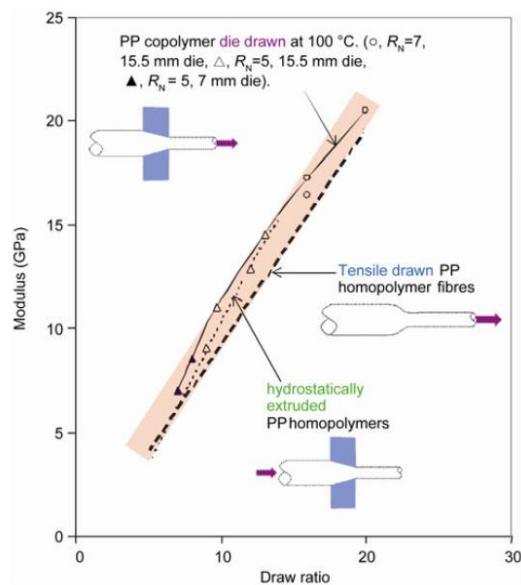 25
20
15
10
5
0
Modulus (GPa)
PP copolymer die drawn at 100 °C. (○, RN=7,
15.5 mm die, △, RN=5, 15.5 mm die,
▲, RN = 5, 7 mm die).
Tensile drawn PP
homopolymer fibres
hydrostatically
extruded
PP homopolymers
0
10
20
30
Draw ratio